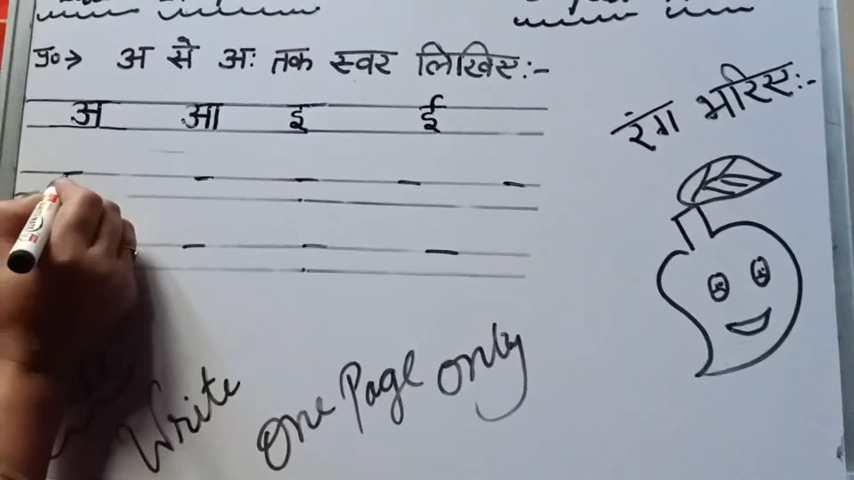 प्र०→ अ से अः तक स्वर लिखिए:-
अ आ इ ई
रंग भरिए:-
Write one Page only